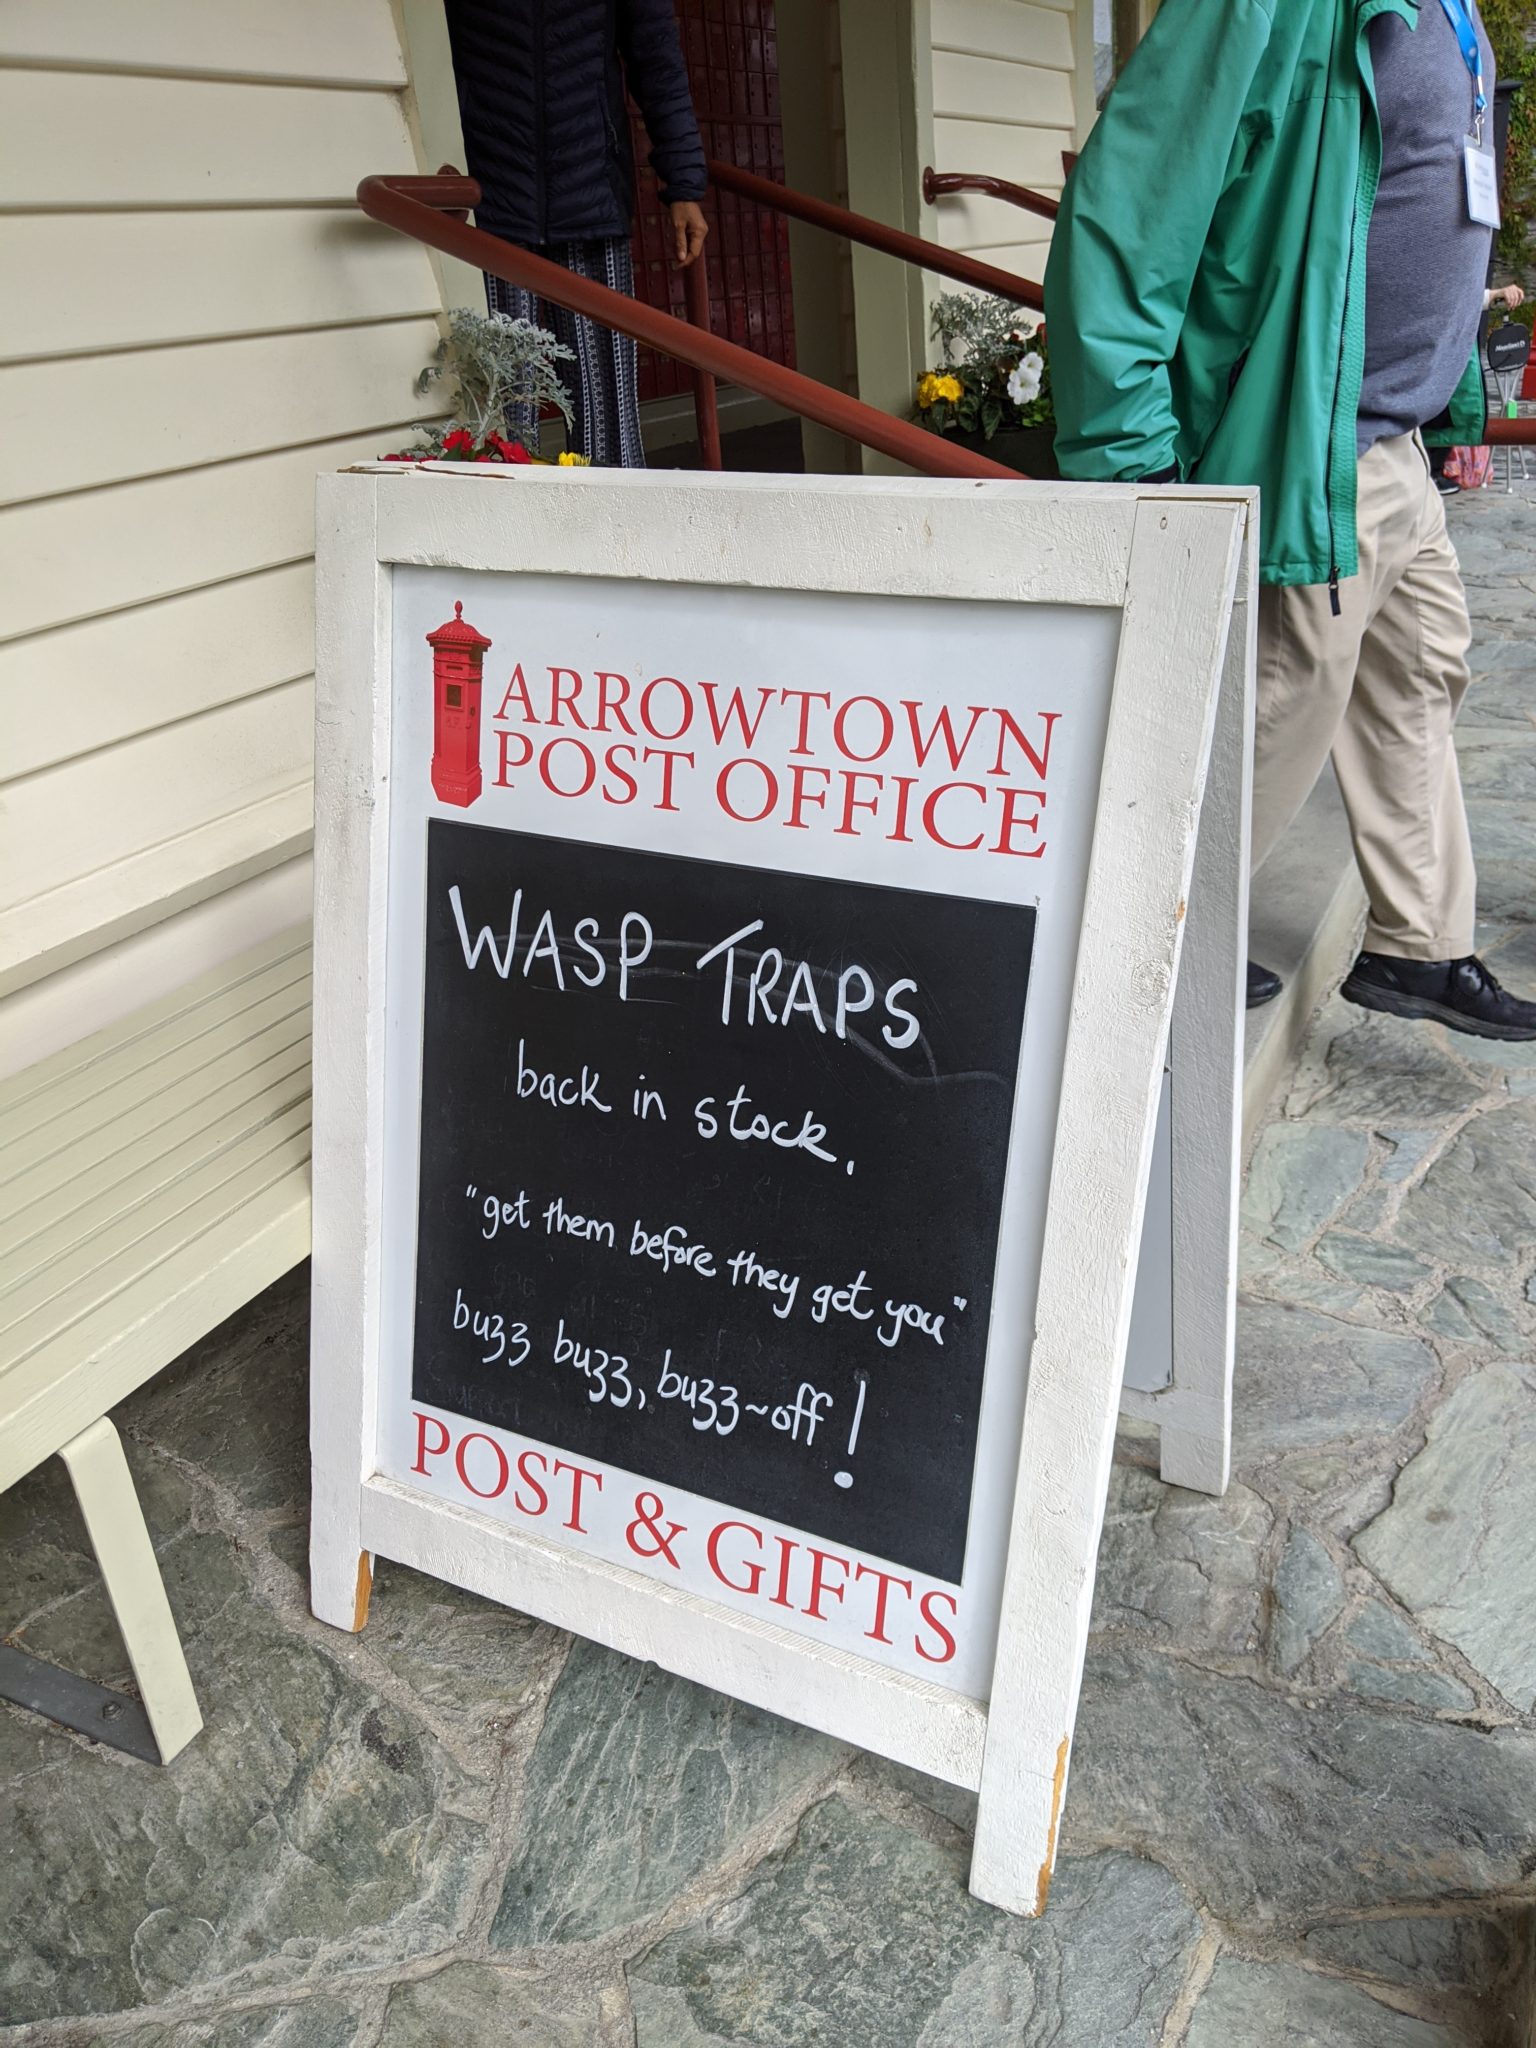 ARROWTOWN
POST OFFICE
WASP TRAPS
back in stock.
"get them before they get you"
buzz buzz, buzz~off!
POST & GIFTS